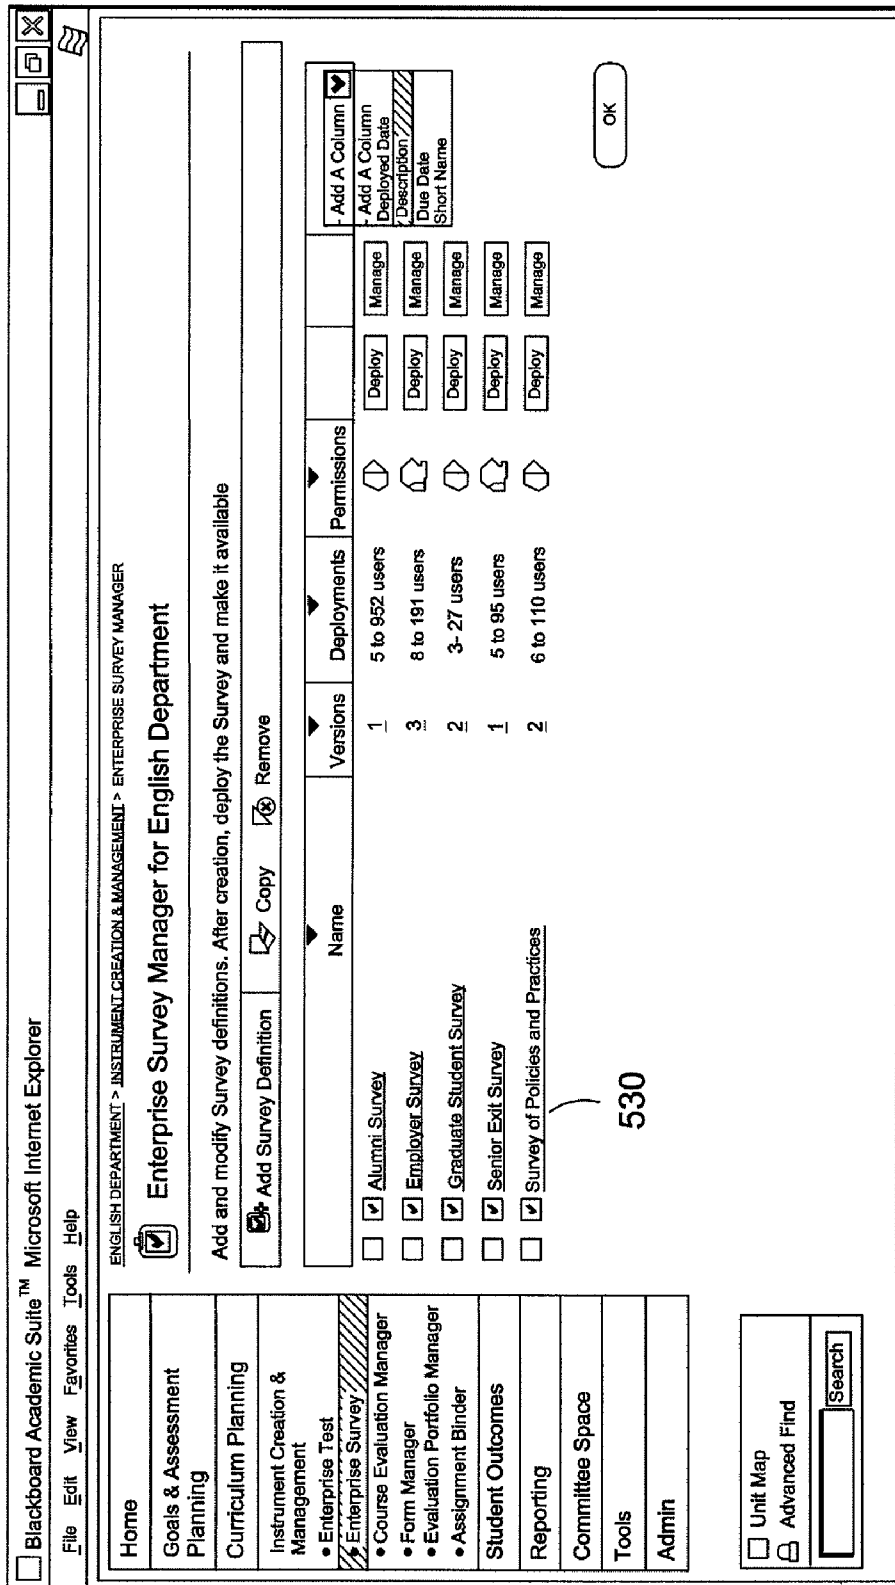 Blackboard Academic Suite™ Microsoft Internet Explorer
File Edit View Favorites Tools Help
Home
Goals & Assessment
Planning
Curriculum Planning
Instrument Creation &
Management
• Enterprise Test
• Enterprise Survey
• Course Evaluation Manager
• Form Manager
• Evaluation Portfolio Manager
• Assignment Binder
Student Outcomes
Reporting
Committee Space
Tools
Admin
Unit Map
Advanced Find
Search
ENGLISH DEPARTMENT > INSTRUMENT CREATION & MANAGEMENT > ENTERPRISE SURVEY MANAGER
Enterprise Survey Manager for English Department
Add and modify Survey definitions. After creation, deploy the Survey and make it available
Add Survey Definition Copy Remove
Name Versions Deployments Permissions - Add A Column
- Add A Column
Deployed Date
Description
Due Date
Short Name
Alumni Survey 1 5 to 952 users Deploy Manage
Employer Survey 3 8 to 191 users Deploy Manage
Graduate Student Survey 2 3- 27 users Deploy Manage
Senior Exit Survey 1 5 to 95 users Deploy Manage
Survey of Policies and Practices 2 6 to 110 users Deploy Manage
530
OK